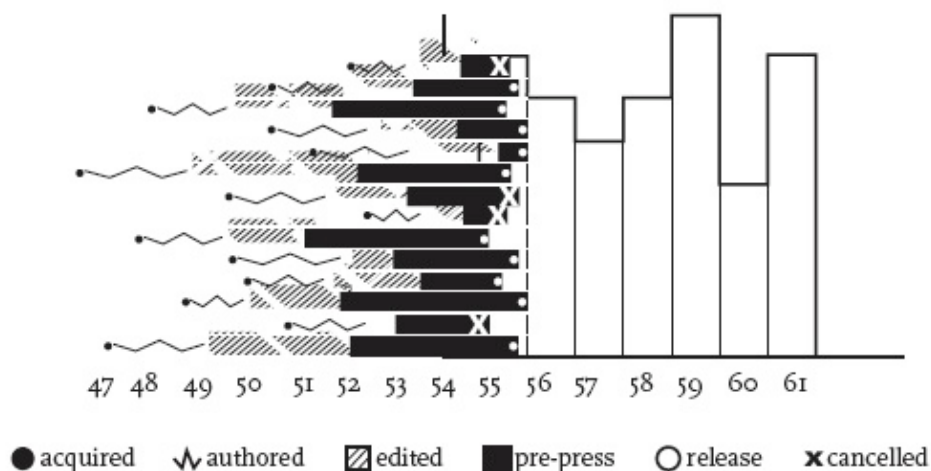 47 48 49 50 51 52 53 54 55 56 57 58 59 60 61
acquired authored edited pre-press release cancelled